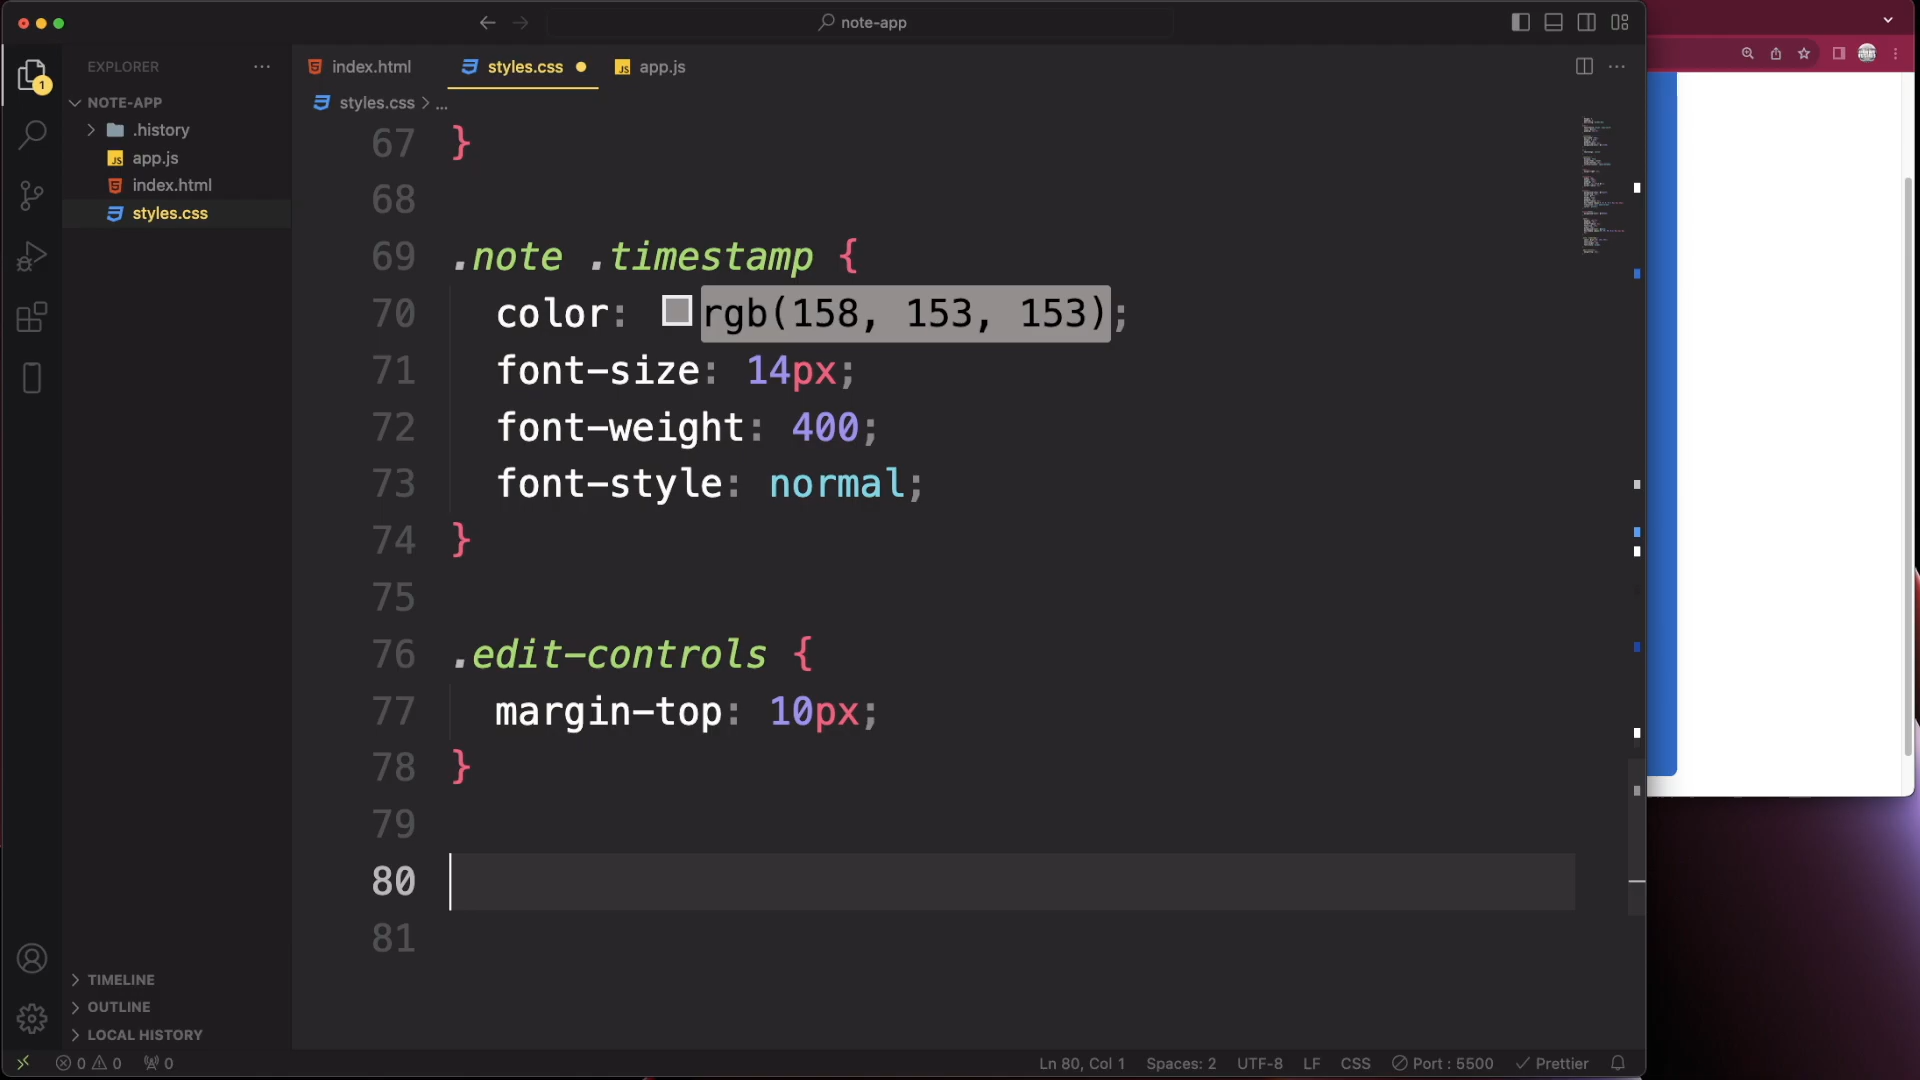 note-app
EXPLORER
index.html
styles.css
app.js
NOTE-APP
styles.css > ...
.history
app.js
index.html
styles.css
1
67 }
68
69 .note .timestamp {
70 color: rgb(158, 153, 153);
71 font-size: 14px;
72 font-weight: 400;
73 font-style: normal;
74 }
75
76 .edit-controls {
77 margin-top: 10px;
78 }
79
80
81
TIMELINE
OUTLINE
LOCAL HISTORY
0 0 0
Ln 80, Col 1 Spaces: 2 UTF-8 LF CSS Port : 5500 Prettier